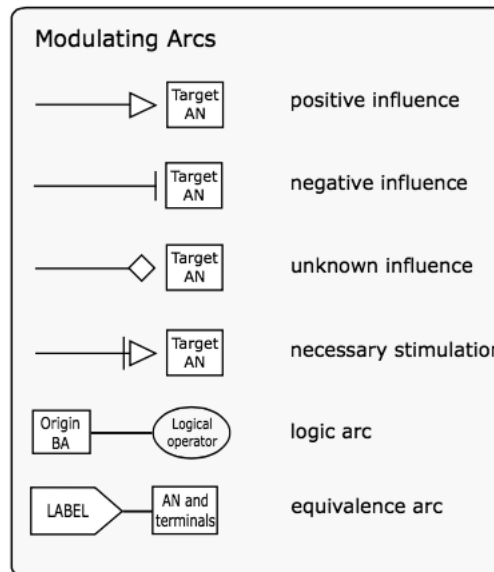 Modulating Arcs
Target
AN
positive influence
Target
AN
negative influence
Target
AN
unknown influence
Target
AN
necessary stimulation
Origin
BA
Logical
operator
logic arc
LABEL
AN and
terminals
equivalence arc